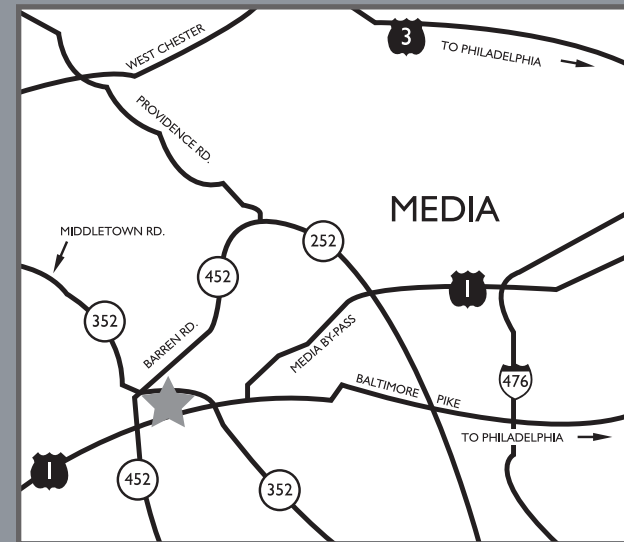 3
TO PHILADELPHIA
WEST CHESTER
PROVIDENCE RD.
MEDIA
MIDDLETOWN RD.
252
452
1
352
BARREN RD.
MEDIA BY-PASS
476
BALTIMORE PIKE
TO PHILADELPHIA
1
452
352